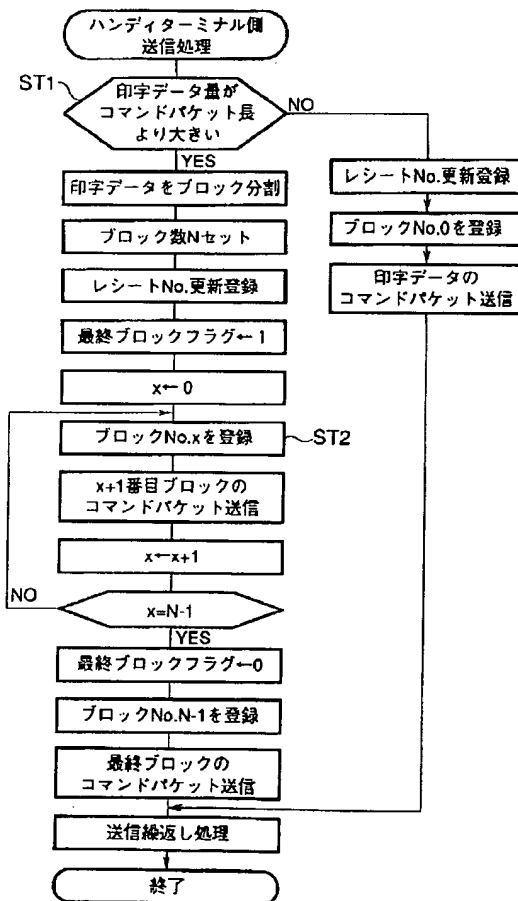 ハンディターミナル側
送信処理
ST1
印字データ量が
コマンドパケット長
より大きい
NO
YES
印字データをブロック分割
ブロック数Nセット
レシートNo.更新登録
最終ブロックフラグ←1
x←0
ブロックNo.xを登録
ST2
x+1番目ブロックの
コマンドパケット送信
x←x+1
NO
x=N-1
YES
最終ブロックフラグ←0
ブロックNo.N-1を登録
最終ブロックの
コマンドパケット送信
レシートNo.更新登録
ブロックNo.0を登録
印字データの
コマンドパケット送信
送信繰返し処理
終了